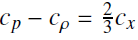 c_p − c_ρ = 2/3 c_x